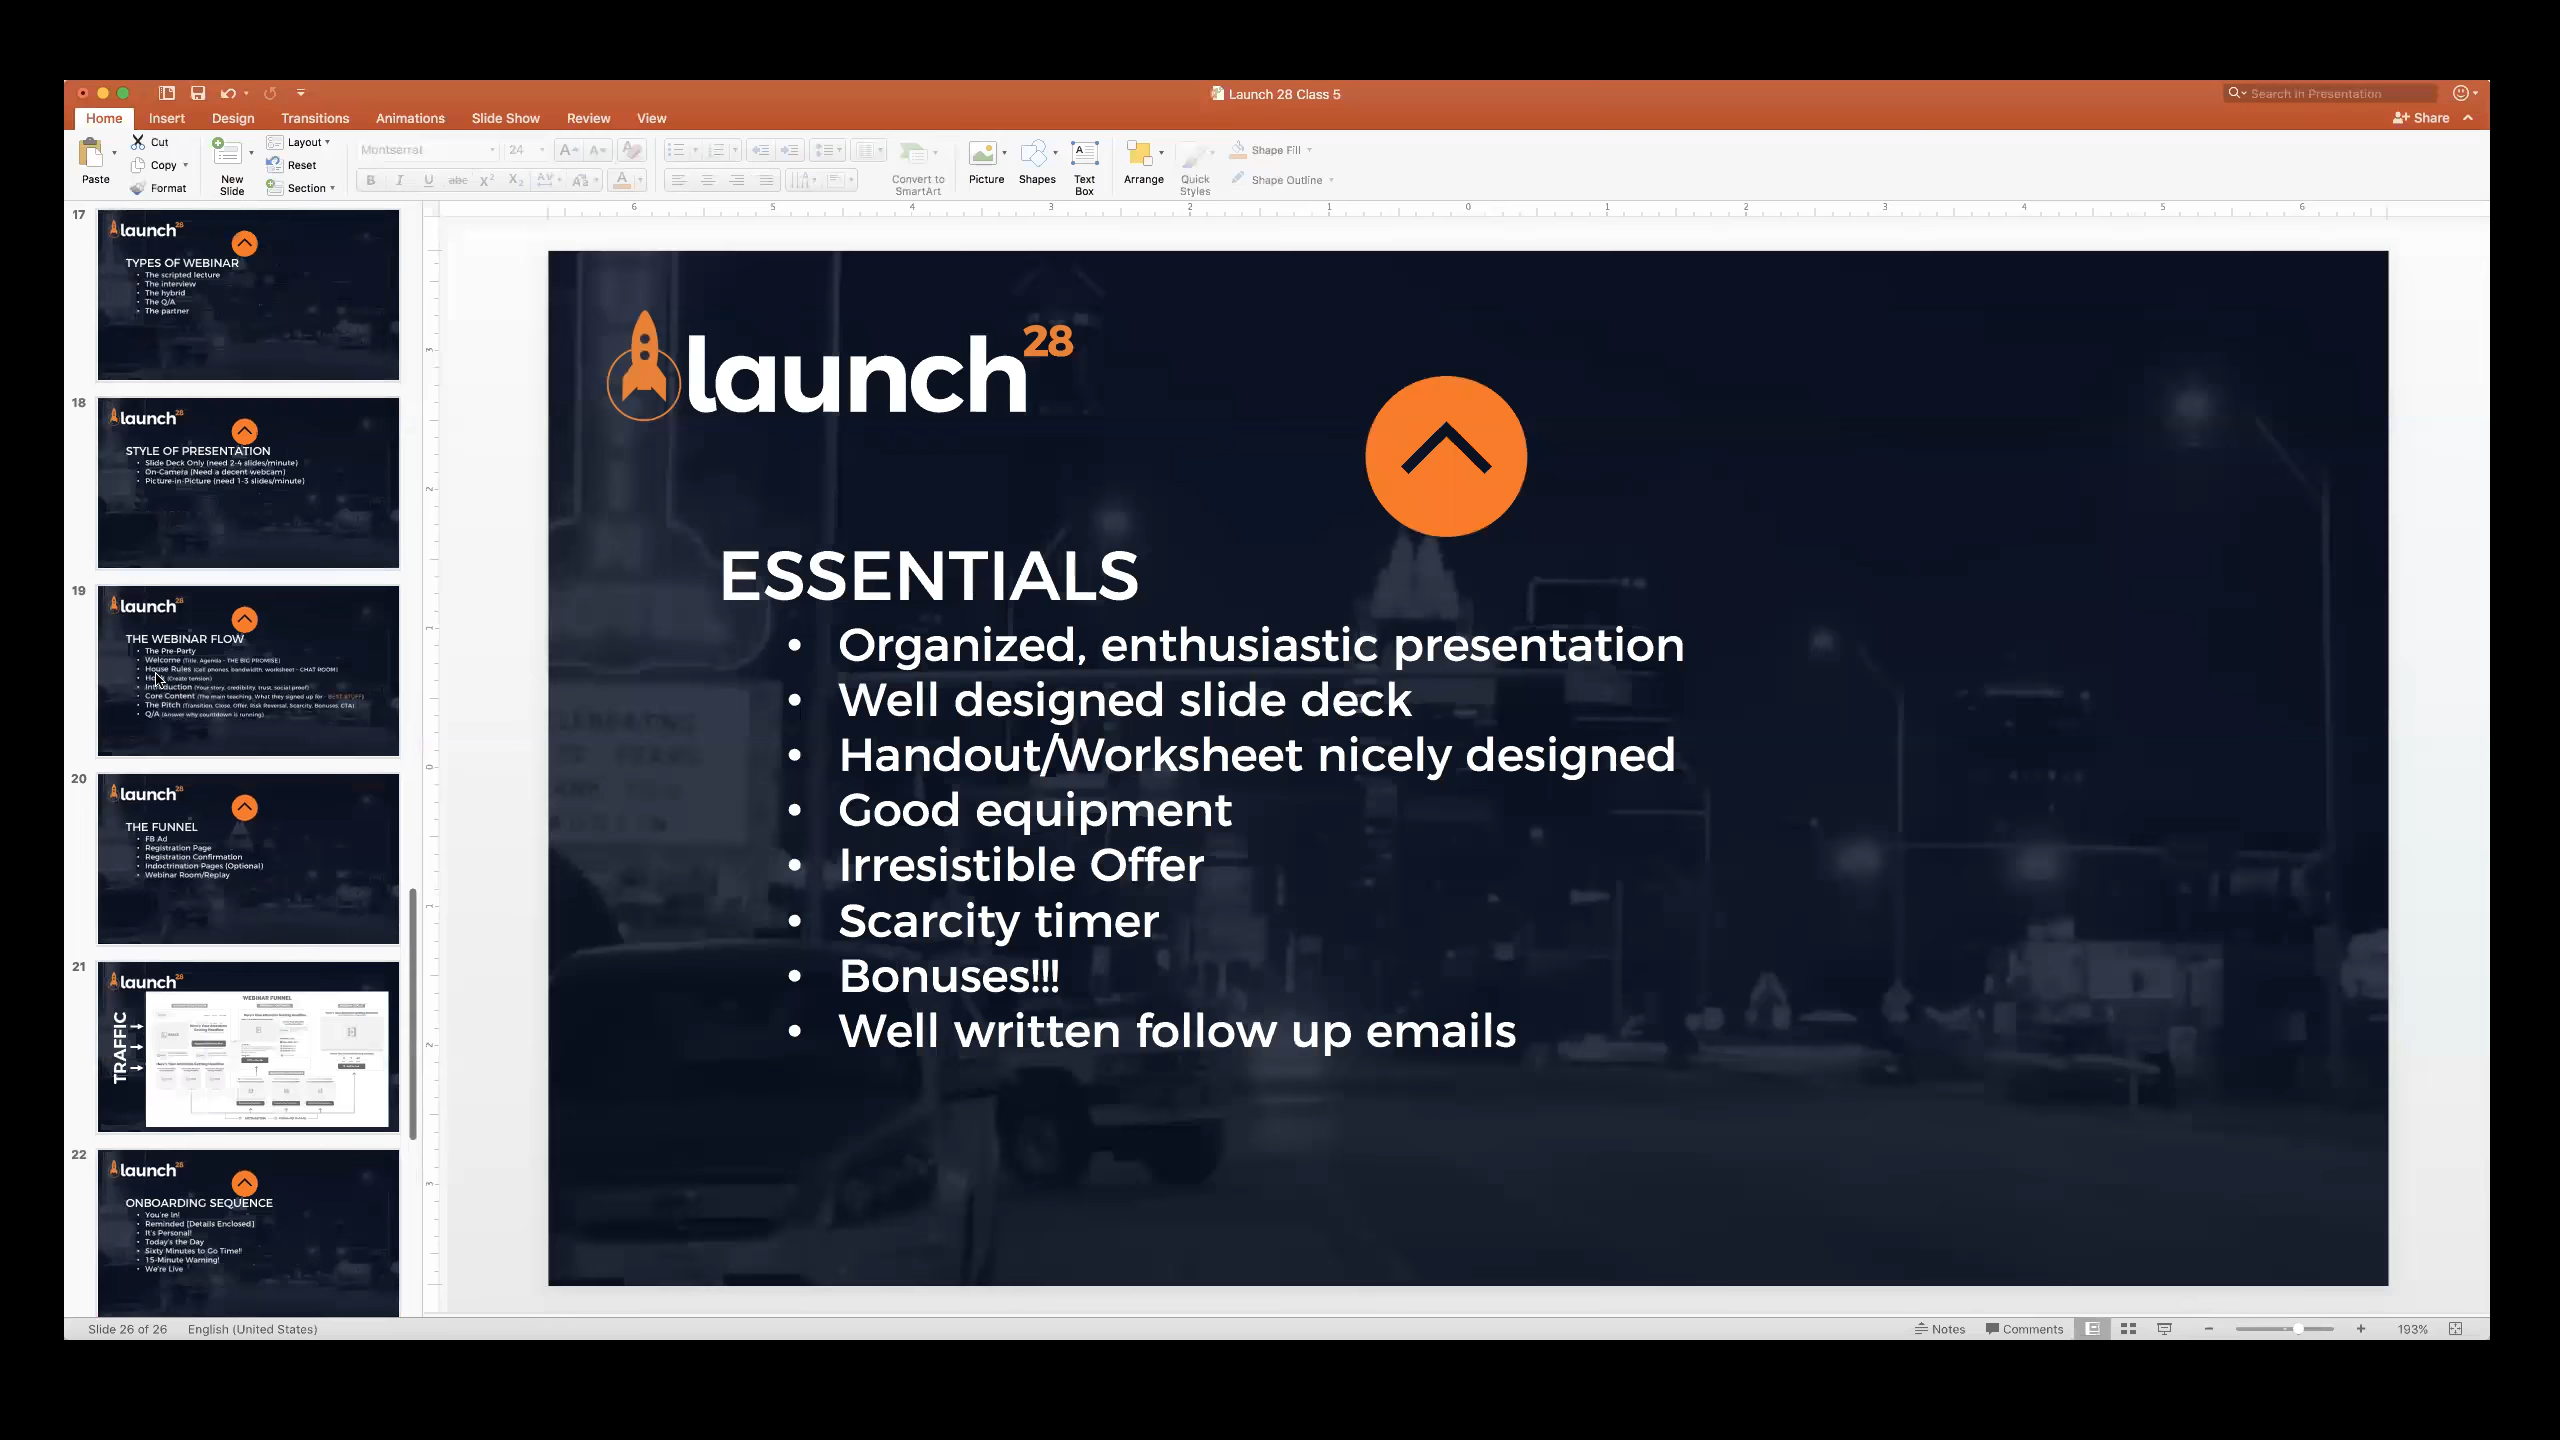 Launch 28 Class 5
Search in Presentation
Home Insert Design Transitions Animations Slide Show Review View
Share
Paste
Cut
Copy
Format
New Slide
Layout
Reset
Section
Montserrat 24
Convert to SmartArt
Picture
Shapes
Text Box
Arrange
Quick Styles
Shape Fill
Shape Outline
17
launch28
TYPES OF WEBINAR
• The scripted lecture
• The interview
• The hybrid
• The Q/A
• The partner
18
launch28
STYLE OF PRESENTATION
• Slide Deck Only (need 2-4 slides/minute)
• On-Camera (Need a decent webcam)
• Picture-in-Picture (need 1-3 slides/minute)
19
launch28
THE WEBINAR FLOW
• The Pre-Party
• Welcome (Title, Agenda - THE BIG PROMISE)
• House Rules (Cell phones, bandwidth, worksheet - CHAT ROOM)
• (Create tension)
• Introduction (Your story, credibility, trust, social proof)
• Core Content (The main teaching, What they signed up for - BEST STUFF)
• The Pitch (Transition, Close, Offer, Risk Reversal, Scarcity, Bonuses, CTA)
• Q/A (Answer why countdown is running)
20
launch28
THE FUNNEL
• FB Ad
• Registration Page
• Registration Confirmation
• Indoctrination Pages (Optional)
• Webinar Room/Replay
21
launch28
TRAFFIC
WEBINAR FUNNEL
22
launch28
ONBOARDING SEQUENCE
• You're In!
• Reminded [Details Enclosed]
• It's Personal!
• Today's the Day
• Sixty Minutes to Go Time!!
• 15-Minute Warning!
• We're Live
launch28
ESSENTIALS
• Organized, enthusiastic presentation
• Well designed slide deck
• Handout/Worksheet nicely designed
• Good equipment
• Irresistible Offer
• Scarcity timer
• Bonuses!!!
• Well written follow up emails
Slide 26 of 26 English (United States)
Notes Comments 193%